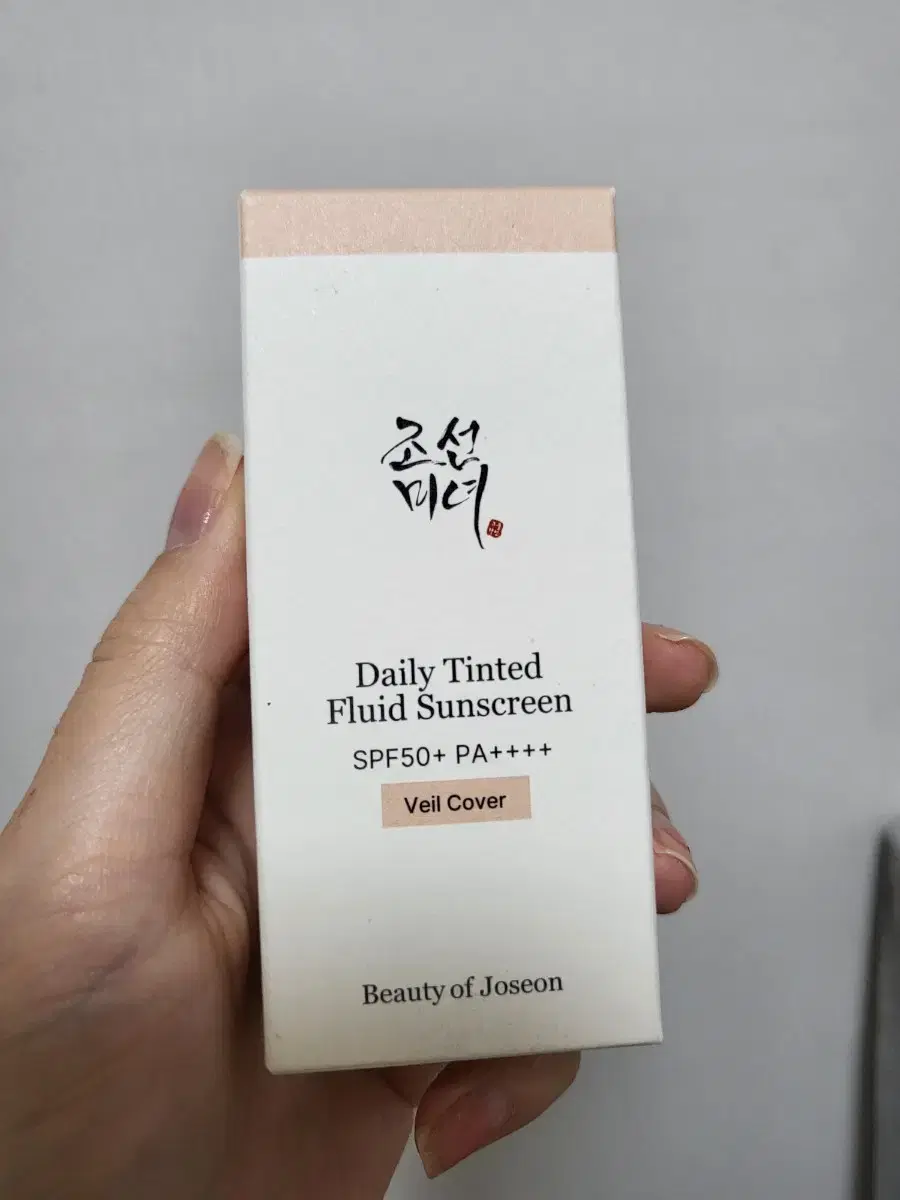 조선
미녀
Daily Tinted
Fluid Sunscreen
SPF50+ PA++++
Veil Cover
Beauty of Joseon